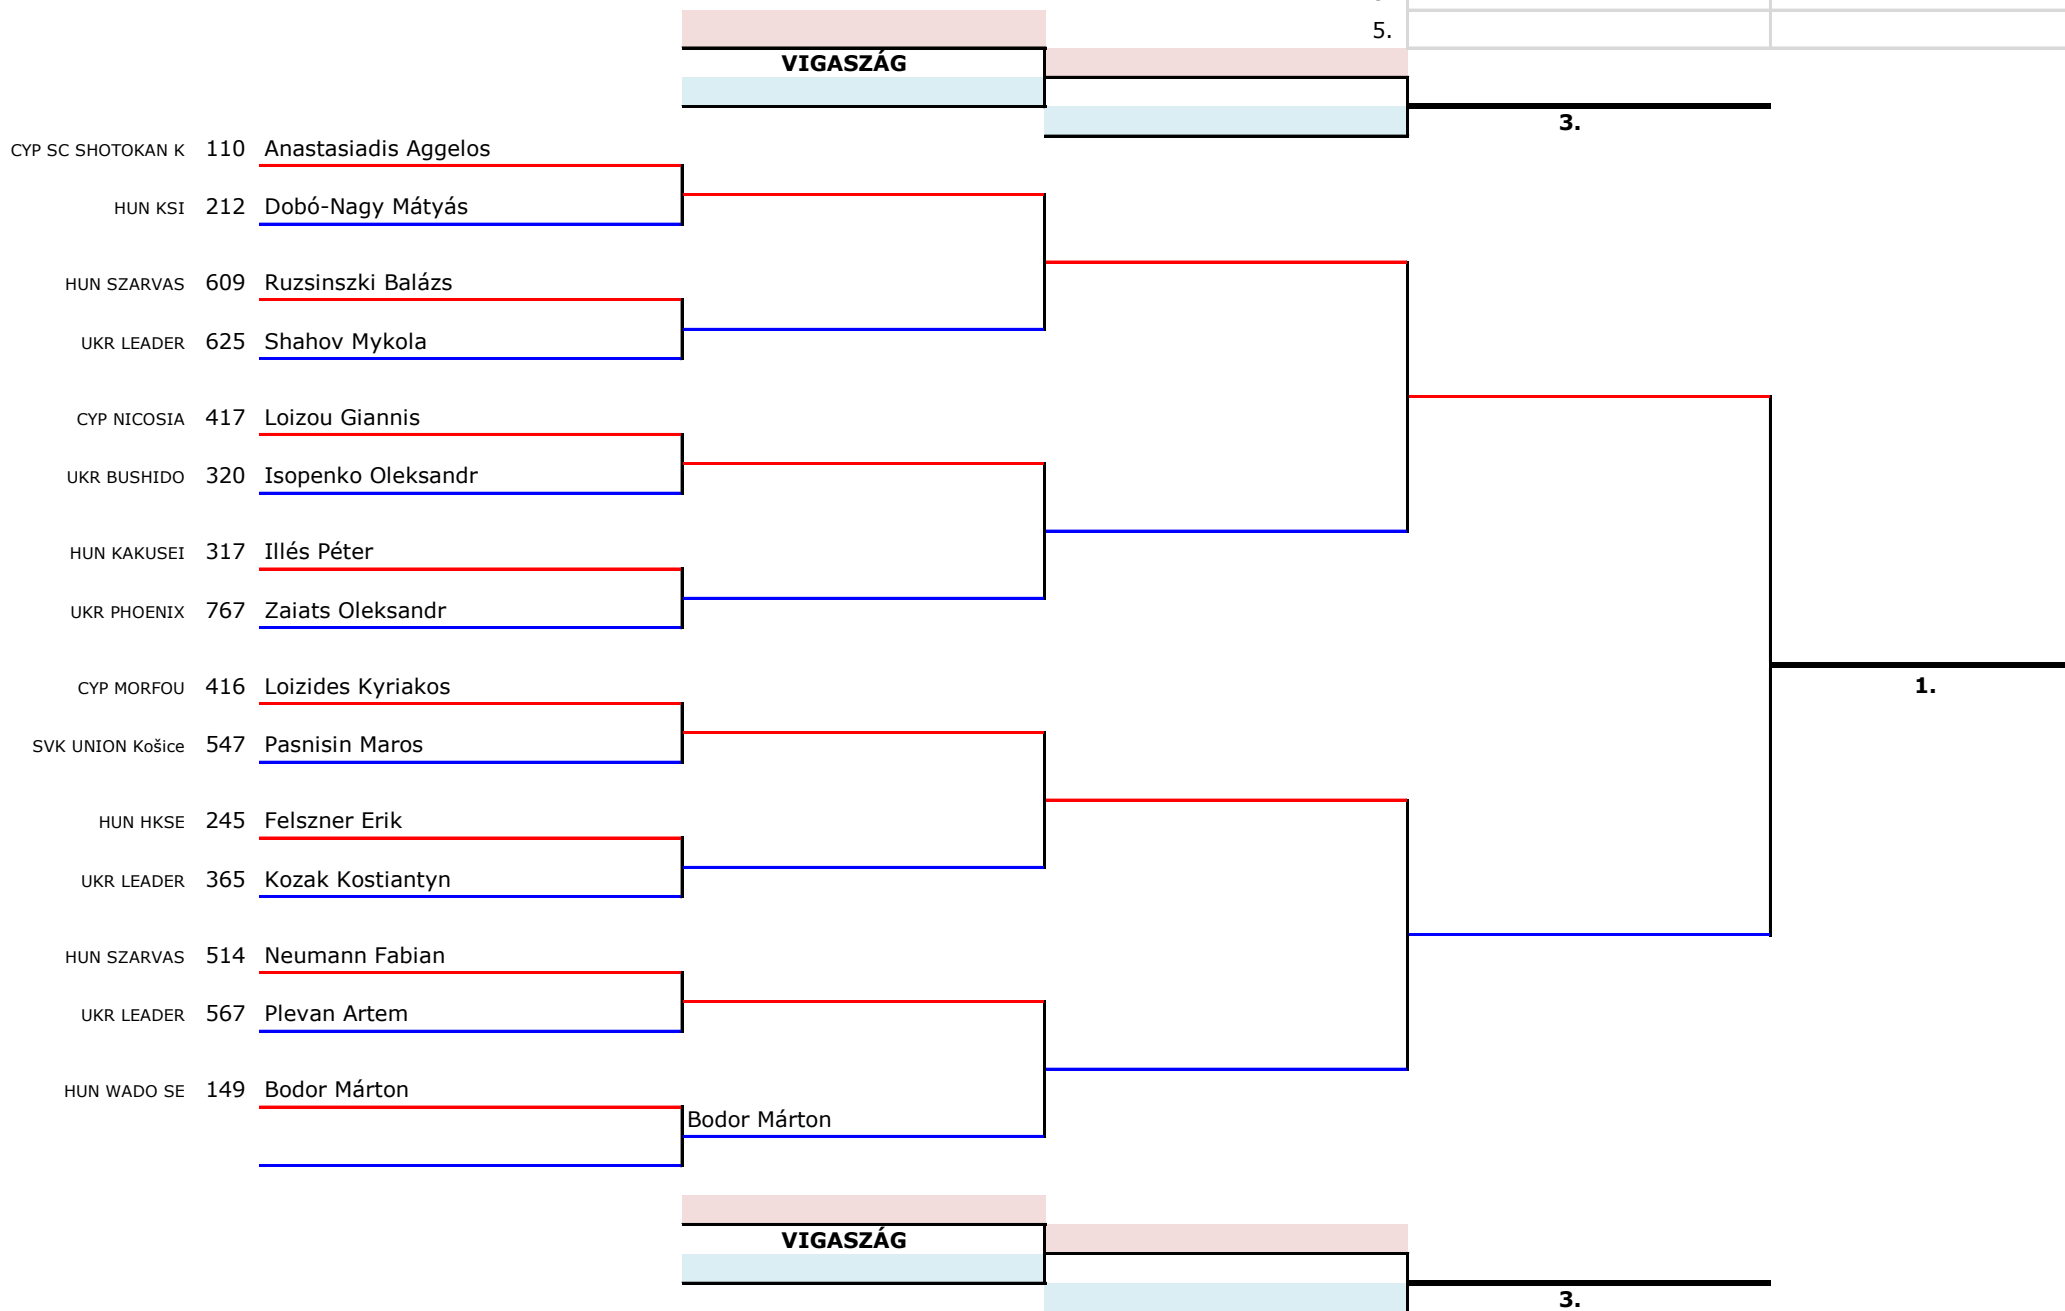 5.
VIGASZÁG
3.
CYP SC SHOTOKAN K 110 Anastasiadis Aggelos
HUN KSI 212 Dobó-Nagy Mátyás
HUN SZARVAS 609 Ruzsinszki Balázs
UKR LEADER 625 Shahov Mykola
CYP NICOSIA 417 Loizou Giannis
UKR BUSHIDO 320 Isopenko Oleksandr
HUN KAKUSEI 317 Illés Péter
UKR PHOENIX 767 Zaiats Oleksandr
CYP MORFOU 416 Loizides Kyriakos
1.
SVK UNION Košice 547 Pasnisin Maros
HUN HKSE 245 Felszner Erik
UKR LEADER 365 Kozak Kostiantyn
HUN SZARVAS 514 Neumann Fabian
UKR LEADER 567 Plevan Artem
HUN WADO SE 149 Bodor Márton
Bodor Márton
VIGASZÁG
3.